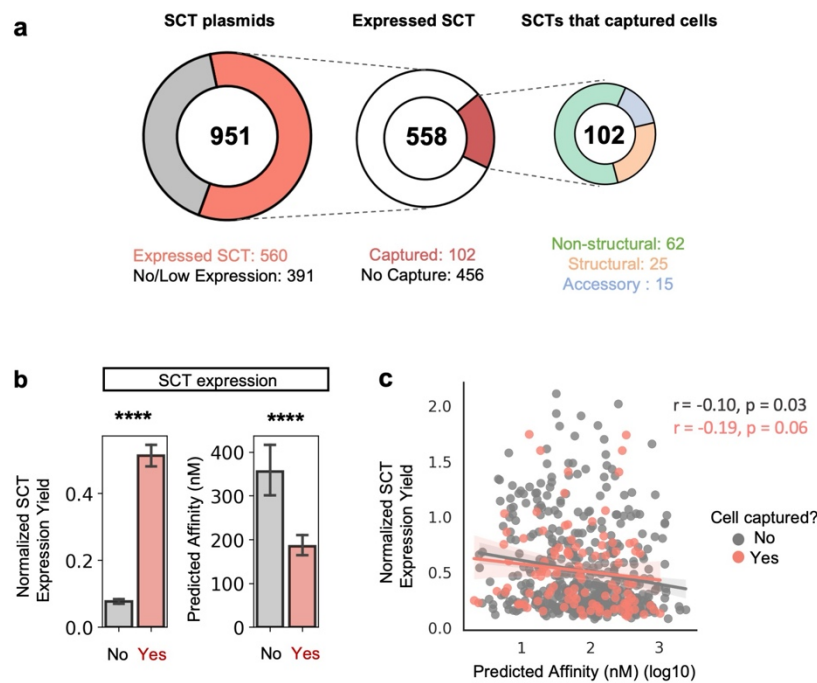 a
SCT plasmids
Expressed SCT
SCTs that captured cells
951
558
102
Expressed SCT: 560
No/Low Expression: 391
Captured: 102
No Capture: 456
Non-structural: 62
Structural: 25
Accessory : 15
b
SCT expression
****
****
Normalized SCT
Expression Yield
0.4
0.2
0.0
No Yes
Predicted Affinity (nM)
400
300
200
100
0
No Yes
c
Normalized SCT
Expression Yield
2.0
1.5
1.0
0.5
0.0
1 2 3
Predicted Affinity (nM) (log10)
r = -0.10, p = 0.03
r = -0.19, p = 0.06
Cell captured?
No
Yes